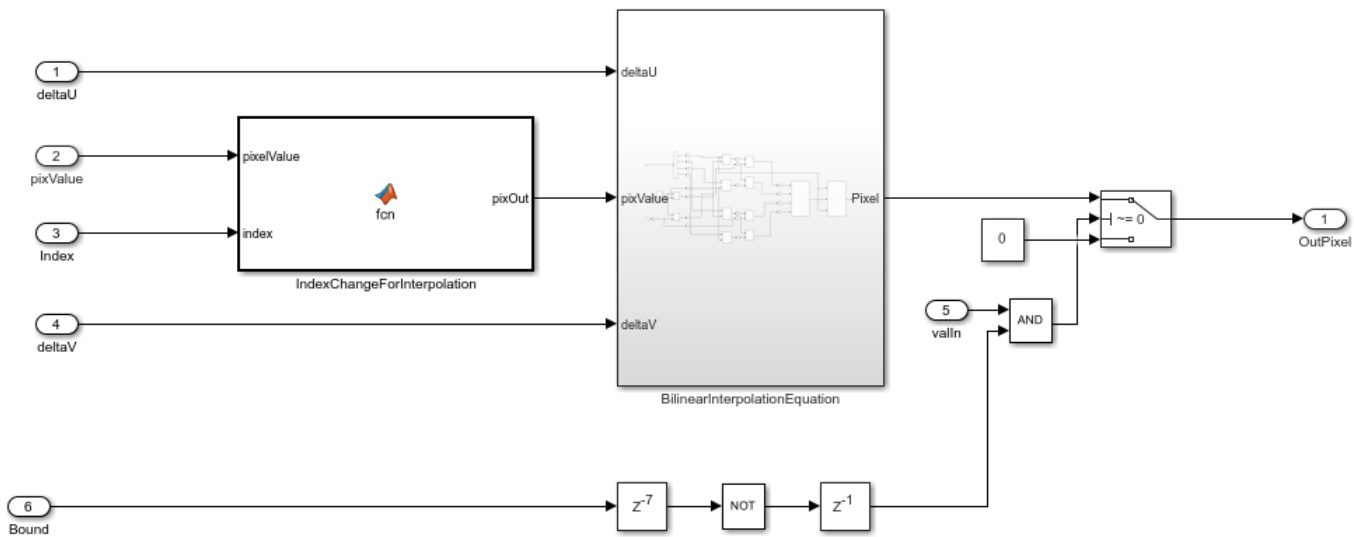 1
deltaU
deltaU
2
pixValue
pixelValue
fcn
pixOut
pixValue
Pixel
3
Index
index
IndexChangeForInterpolation
~= 0
0
1
OutPixel
5
valIn
AND
4
deltaV
deltaV
BilinearInterpolationEquation
6
Bound
Z-7
NOT
Z-1